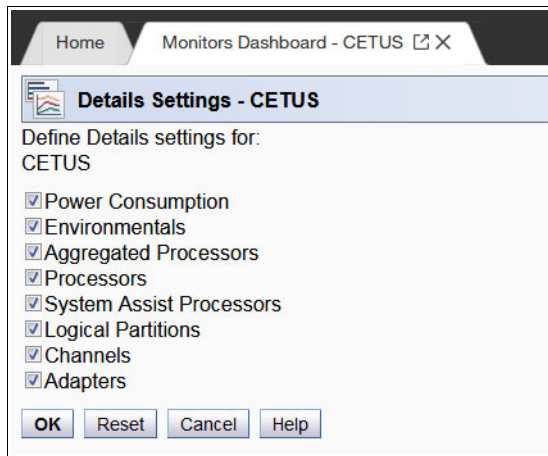 Home
Monitors Dashboard - CETUS
Details Settings - CETUS
Define Details settings for:
CETUS
Power Consumption
Environmentals
Aggregated Processors
Processors
System Assist Processors
Logical Partitions
Channels
Adapters
OK Reset Cancel Help